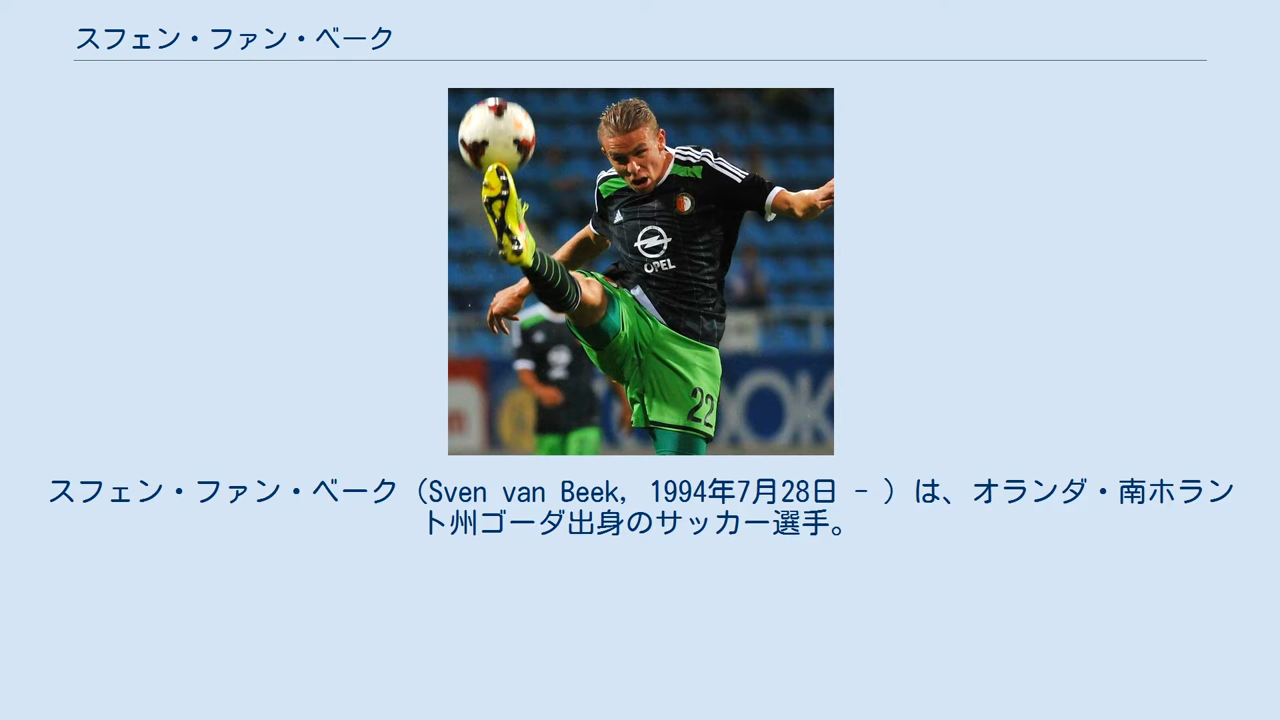 スフェン・ファン・ベーク
OPEL
22
OOK
スフェン・ファン・ベーク（Sven van Beek, 1994年7月28日 - ）は、オランダ・南ホラン
ト州ゴーダ出身のサッカー選手。